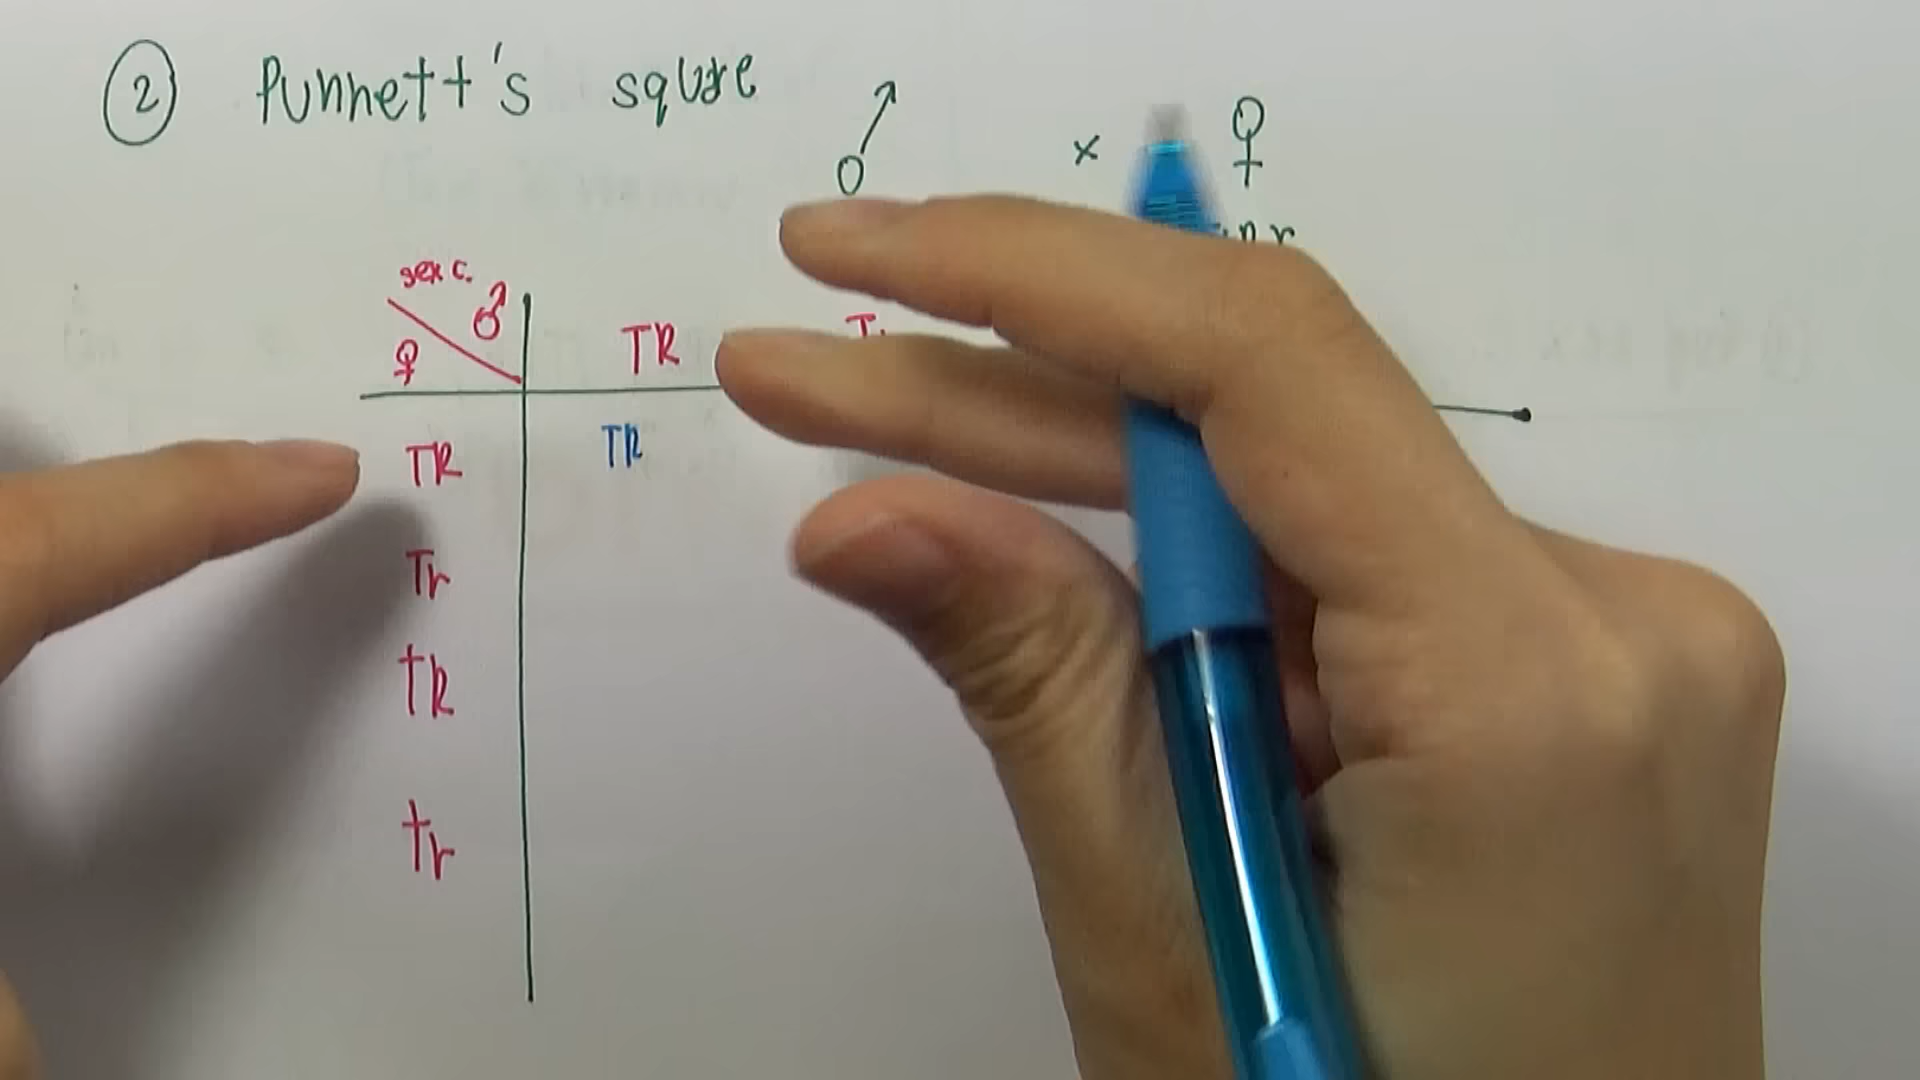 2 Punnett's squre
♂ × ♀
sex c.
♂
♀ TR
TR TR
Tr
tR
tr